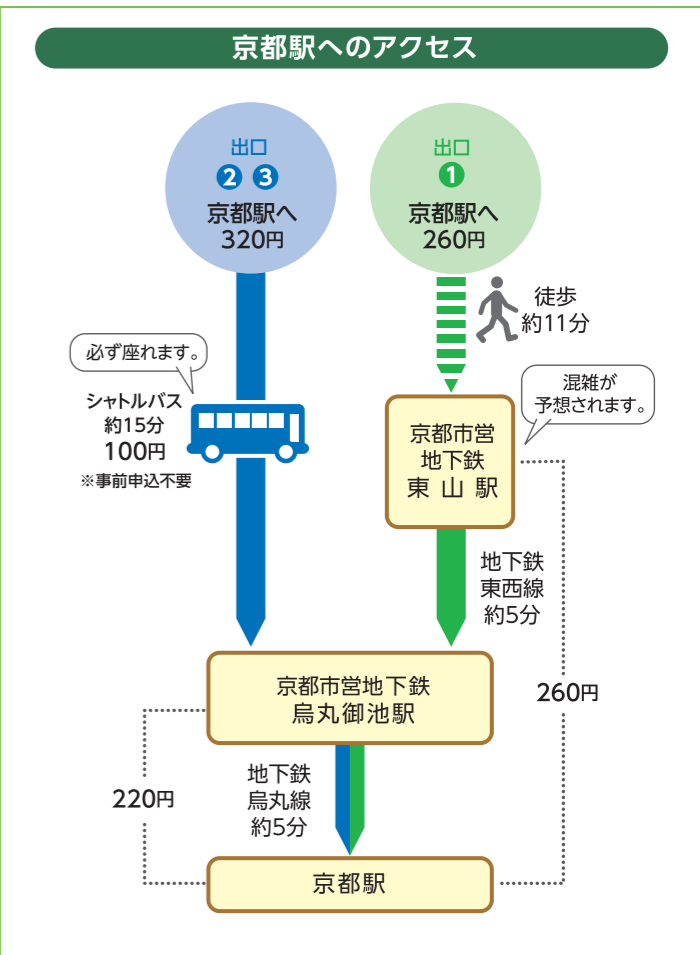 京都駅へのアクセス
出口
2 3
京都駅へ
320円
出口
1
京都駅へ
260円
徒歩
約11分
必ず座れます。
シャトルバス
約15分
100円
※事前申込不要
混雑が
予想されます。
京都市営
地下鉄
東山駅
地下鉄
東西線
約5分
京都市営地下鉄
烏丸御池駅
260円
地下鉄
烏丸線
約5分
220円
京都駅